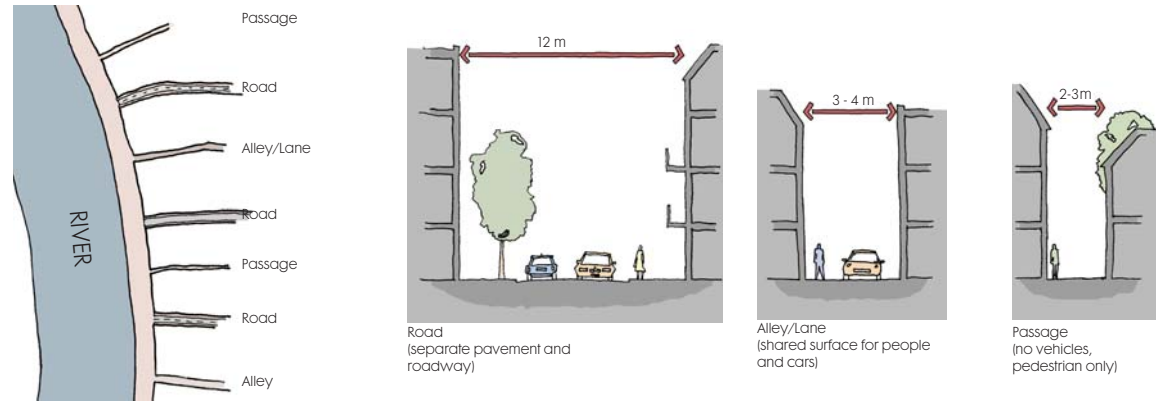 Passage
Road
Alley/Lane
Road
Passage
Road
Alley
RIVER
12 m
Road
(separate pavement and
roadway)
3 - 4 m
Alley/Lane
(shared surface for people
and cars)
2-3m
Passage
(no vehicles,
pedestrian only)